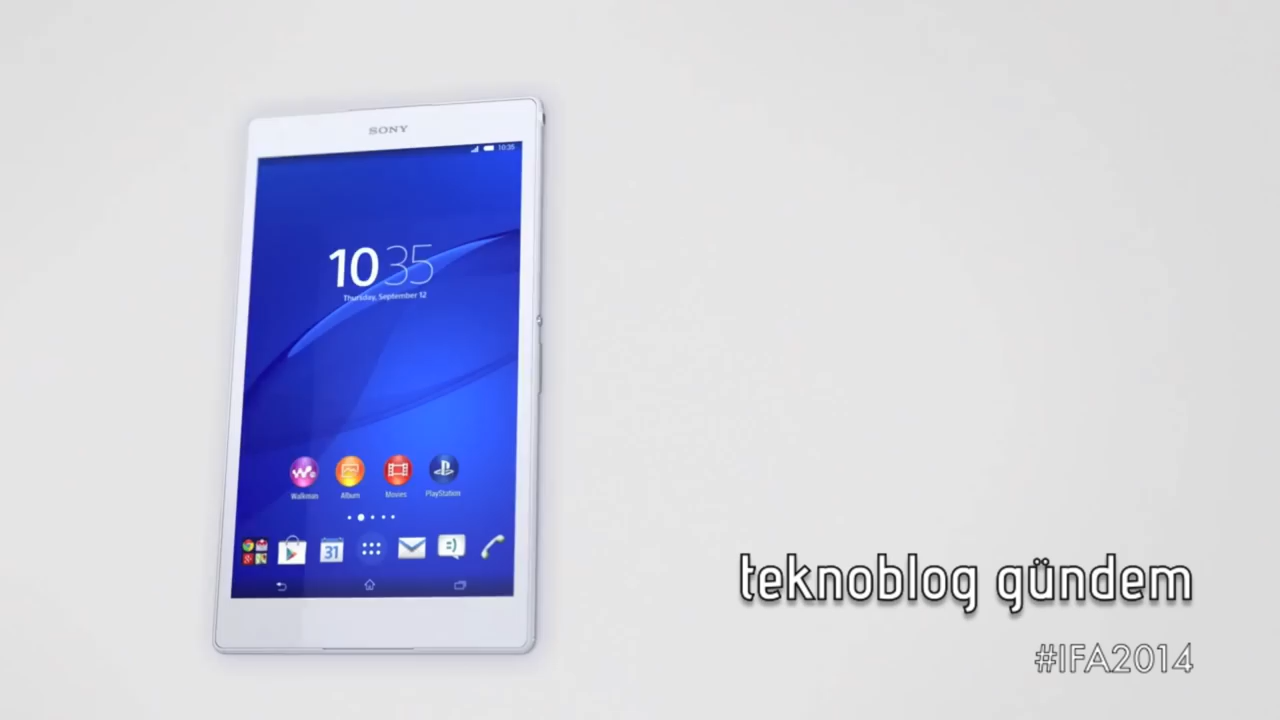 SONY
10:35
10 35
Thursday, September 12
Walkman Album Movies PlayStation
31
teknoblog gündem
#IFA2014